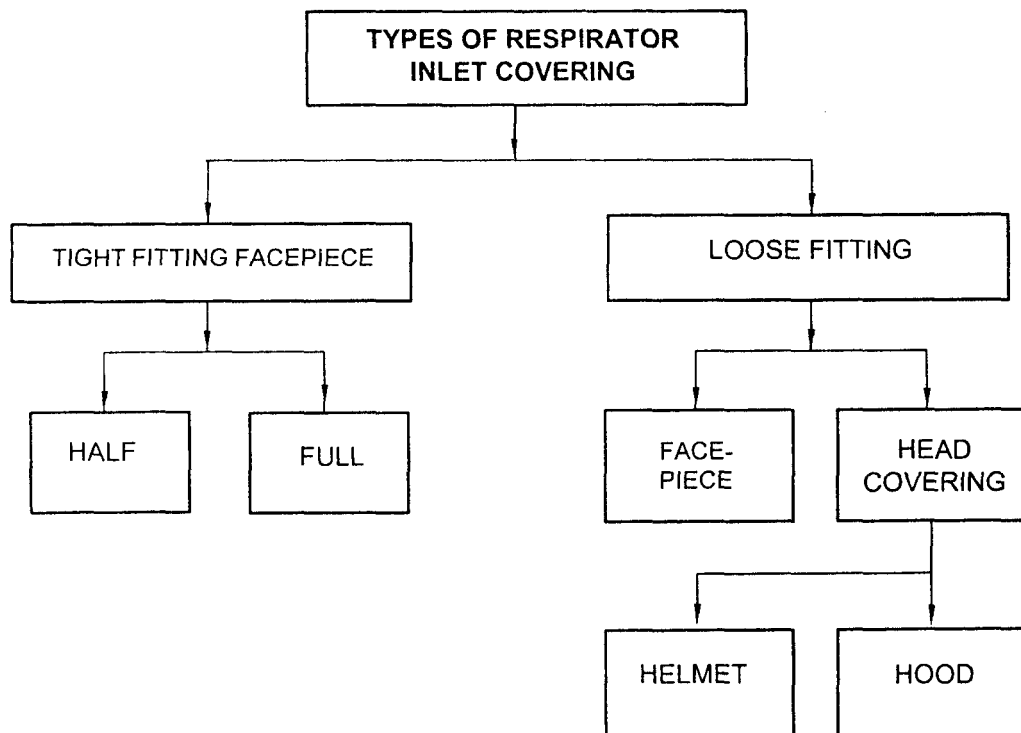 TYPES OF RESPIRATOR
INLET COVERING
TIGHT FITTING FACEPIECE
LOOSE FITTING
HALF
FULL
FACE-
PIECE
HEAD
COVERING
HELMET
HOOD